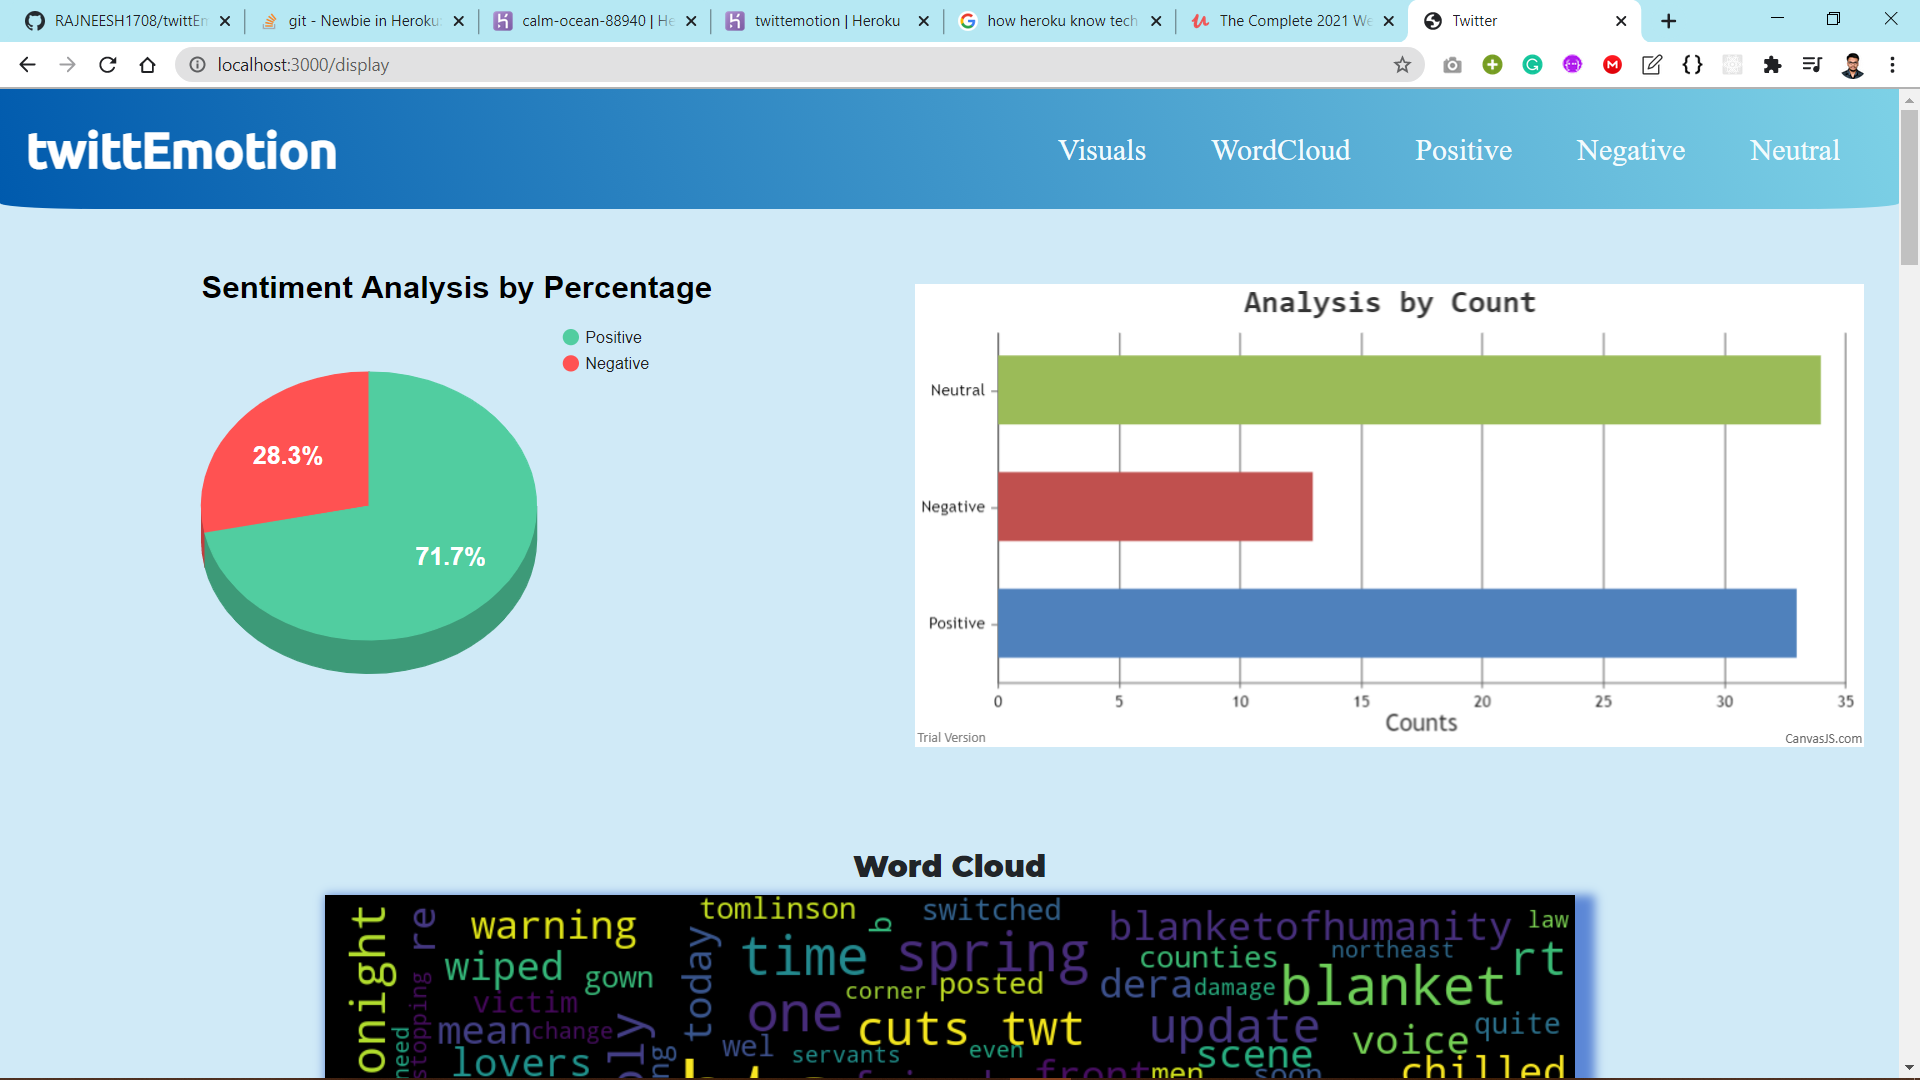 RAJNEESH1708/twittEn
git - Newbie in Heroku:
calm-ocean-88940 | He
twittemotion | Heroku
how heroku know tech
The Complete 2021 We
Twitter
localhost:3000/display
twittEmotion
Visuals
WordCloud
Positive
Negative
Neutral
Sentiment Analysis by Percentage
Positive
Negative
28.3%
71.7%
Analysis by Count
Neutral
Negative
Positive
0 5 10 15 20 25 30 35
Counts
Trial Version
CanvasJS.com
Word Cloud
onight
re
warning
tomlinson
b
switched
blanketofhumanity
law
wiped
gown
today
time
spring
counties
northeast
rt
stopping
victim
corner
posted
dera
damage
blanket
need
mean
change
one
cuts
twt
update
voice
quite
lovers
oly
ng
wel
servants
even
scene
front
men
soon
chilled